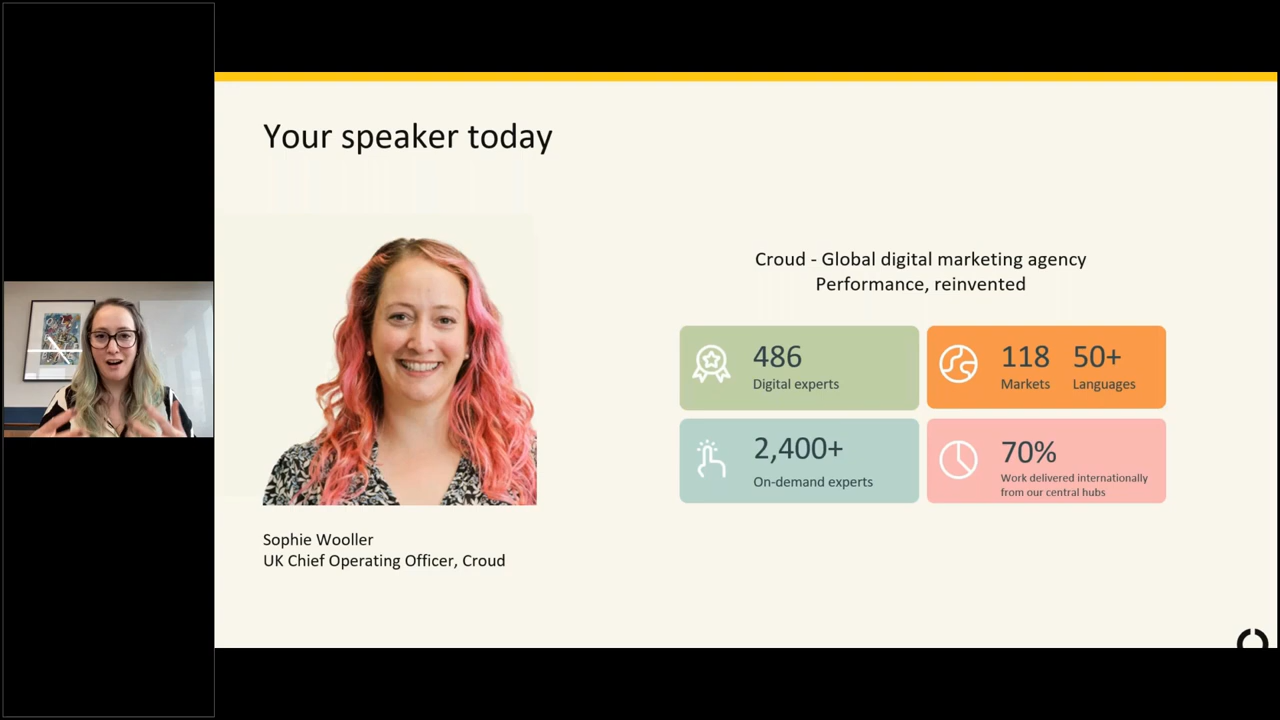 Your speaker today
Croud - Global digital marketing agency
Performance, reinvented
486
Digital experts
118 50+
Markets Languages
2,400+
On-demand experts
70%
Work delivered internationally
from our central hubs
Sophie Wooller
UK Chief Operating Officer, Croud